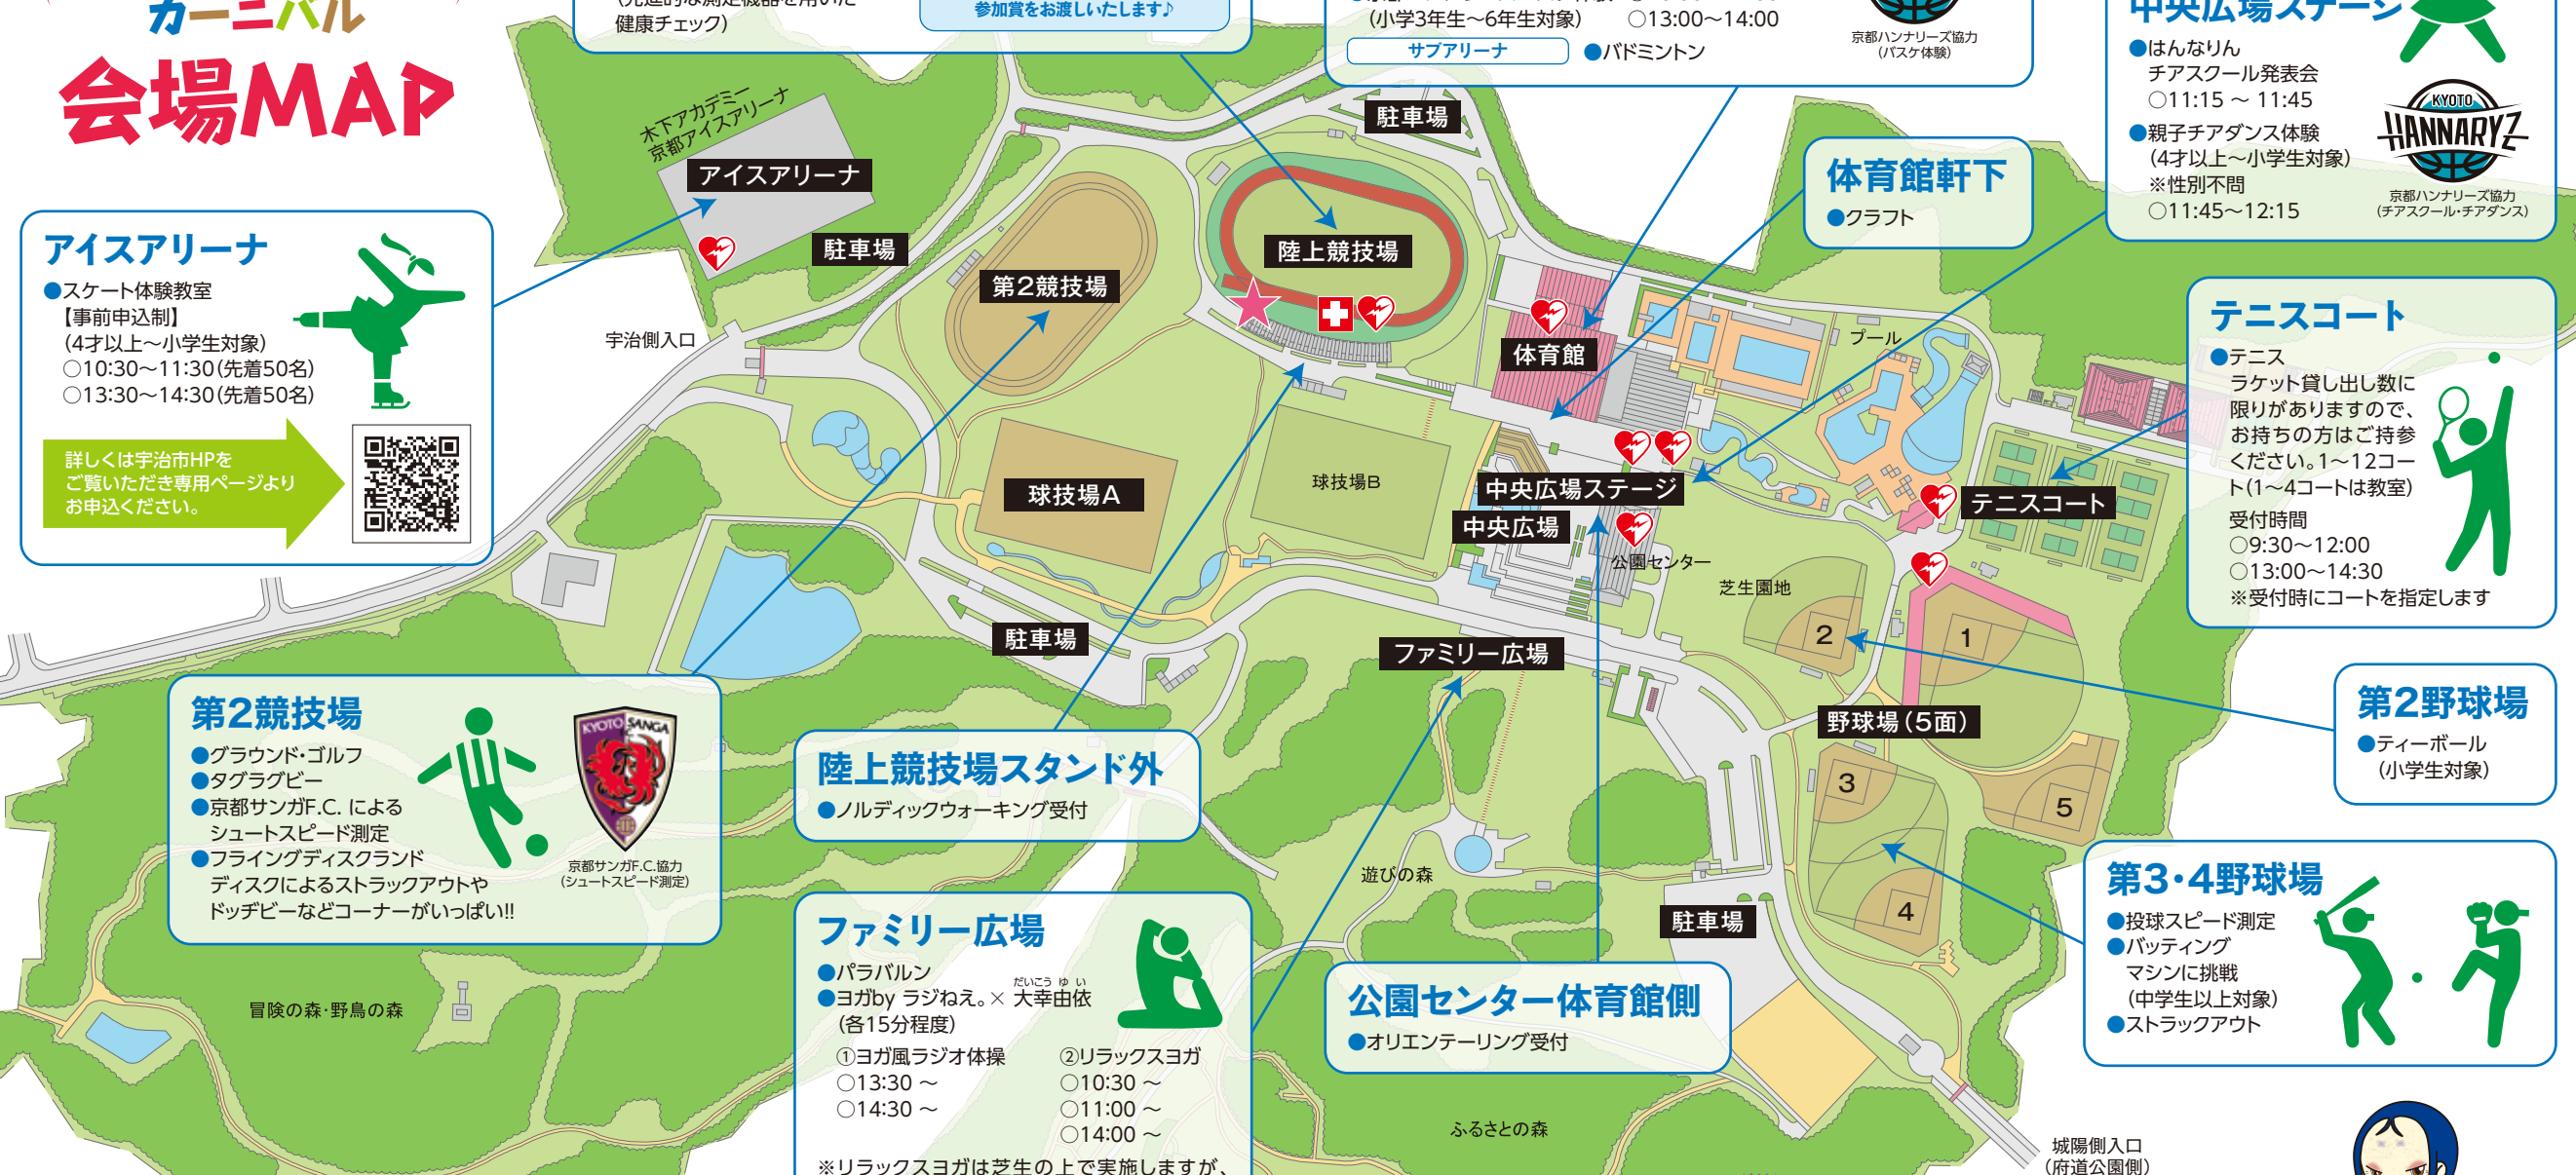 カーニバル
会場MAP
健康チェック)
参加賞をお渡しいたします♪
(小学3年生～6年生対象)
○13:00～14:00
サブアリーナ
●バドミントン
京都ハンナリーズ協力
(バスケ体験)
中央広場ステージ
●はんなりん
チアスクール発表会
○11:15 ～ 11:45
●親子チアダンス体験
(4才以上～小学生対象)
※性別不問
○11:45～12:15
KYOTO
HANNARYZ
京都ハンナリーズ協力
(チアスクール・チアダンス)
体育館軒下
●クラフト
アイスアリーナ
●スケート体験教室
【事前申込制】
(4才以上～小学生対象)
○10:30～11:30(先着50名)
○13:30～14:30(先着50名)
詳しくは宇治市HPを
ご覧いただき専用ページより
お申込ください。
木下アカデミー
京都アイスアリーナ
アイスアリーナ
駐車場
駐車場
宇治側入口
第2競技場
陸上競技場
体育館
プール
球技場A
球技場B
中央広場ステージ
中央広場
公園センター
芝生園地
テニスコート
駐車場
ファミリー広場
2
1
野球場(5面)
3
5
4
遊びの森
駐車場
冒険の森・野鳥の森
ふるさとの森
城陽側入口
(府道公園側)
テニスコート
●テニス
ラケット貸し出し数に
限りがありますので、
お持ちの方はご持参
ください。1～12コー
ト(1～4コートは教室)
受付時間
○9:30～12:00
○13:00～14:30
※受付時にコートを指定します
第2野球場
●ティーボール
(小学生対象)
第3・4野球場
●投球スピード測定
●バッティング
マシンに挑戦
(中学生以上対象)
●ストラックアウト
第2競技場
●グラウンド・ゴルフ
●タグラグビー
●京都サンガF.C. による
シュートスピード測定
●フライングディスクランド
ディスクによるストラックアウトや
ドッヂビーなどコーナーがいっぱい!!
KYOTO SANGA
京都サンガF.C.協力
(シュートスピード測定)
陸上競技場スタンド外
●ノルディックウォーキング受付
ファミリー広場
●パラバルン
だいこう ゆ い
●ヨガby ラジねえ。× 大幸由依
(各15分程度)
①ヨガ風ラジオ体操
○13:30 ～
○14:30 ～
②リラックスヨガ
○10:30 ～
○11:00 ～
○14:00 ～
※リラックスヨガは芝生の上で実施しますが、
公園センター体育館側
●オリエンテーリング受付